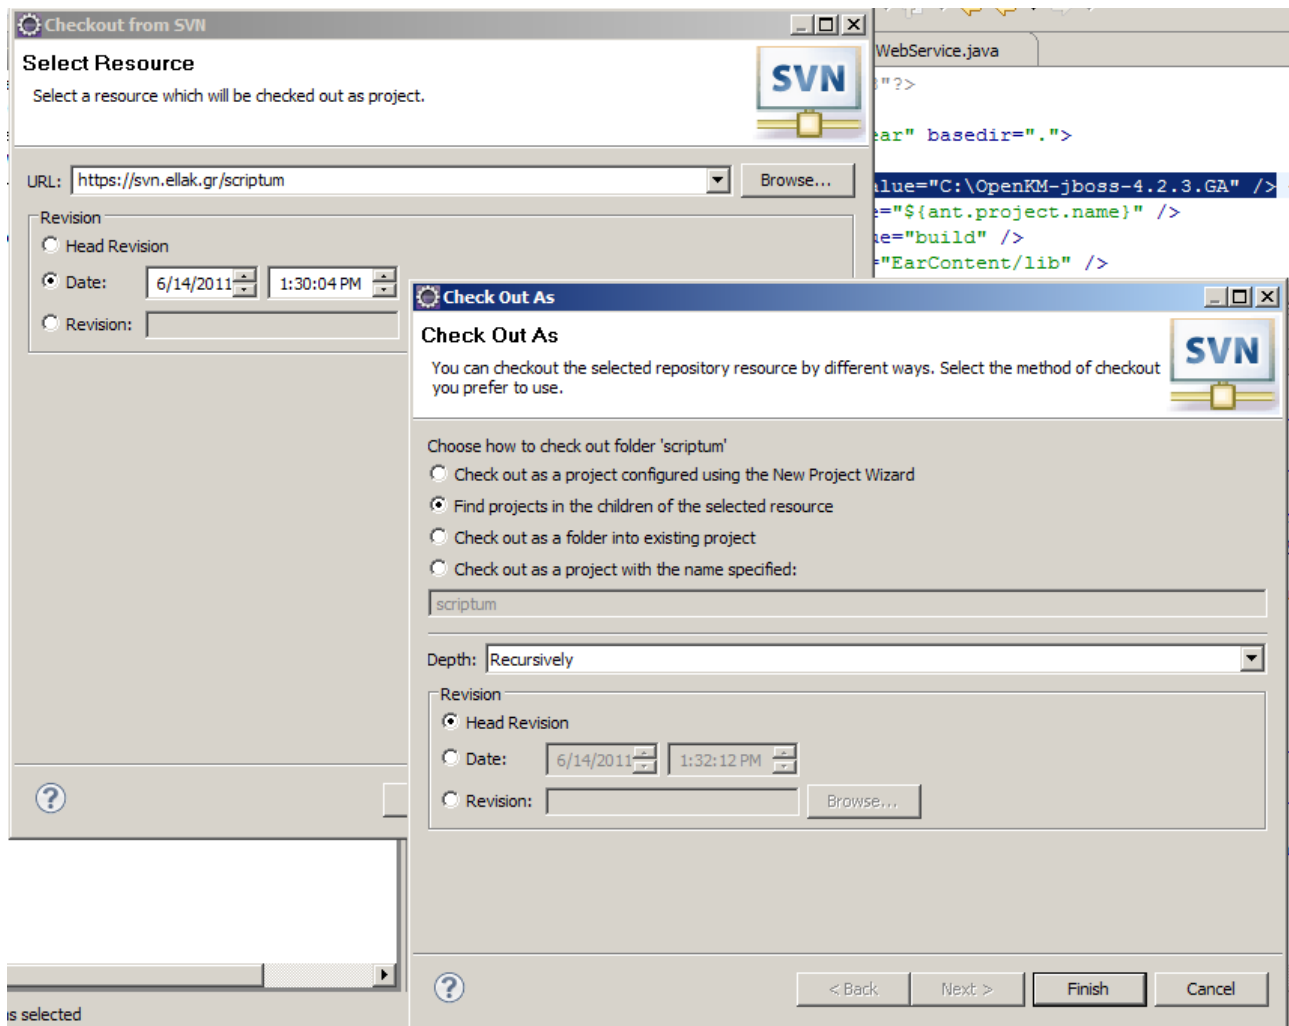 Checkout from SVN
Select Resource
Select a resource which will be checked out as project.
SVN
URL: https://svn.ellak.gr/scriptum Browse...
Revision
Head Revision
Date: 6/14/2011 1:30:04 PM
Revision:
WebService.java
"?>
ear" basedir=".">
alue="C:\OpenKM-jboss-4.2.3.GA" />
="${ant.project.name}" />
ue="build" />
="EarContent/lib" />
Check Out As
Check Out As
You can checkout the selected repository resource by different ways. Select the method of checkout
you prefer to use.
SVN
Choose how to check out folder 'scriptum'
Check out as a project configured using the New Project Wizard
Find projects in the children of the selected resource
Check out as a folder into existing project
Check out as a project with the name specified:
scriptum
Depth: Recursively
Revision
Head Revision
Date: 6/14/2011 1:32:12 PM
Revision: Browse...
< Back Next > Finish Cancel
s selected